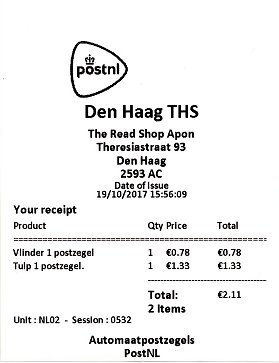 postnl
Den Haag THS
The Read Shop Apon
Theresiastraat 93
Den Haag
2593 AC
Date of Issue
19/10/2017 15:56:09
Your receipt
Product Qty Price Total
Vlinder 1 postzegel 1 €0.78 €0.78
Tulp 1 postzegel. 1 €1.33 €1.33
Total: €2.11
2 Items
Unit : NL02 - Session : 0532
Automaatpostzegels
PostNL